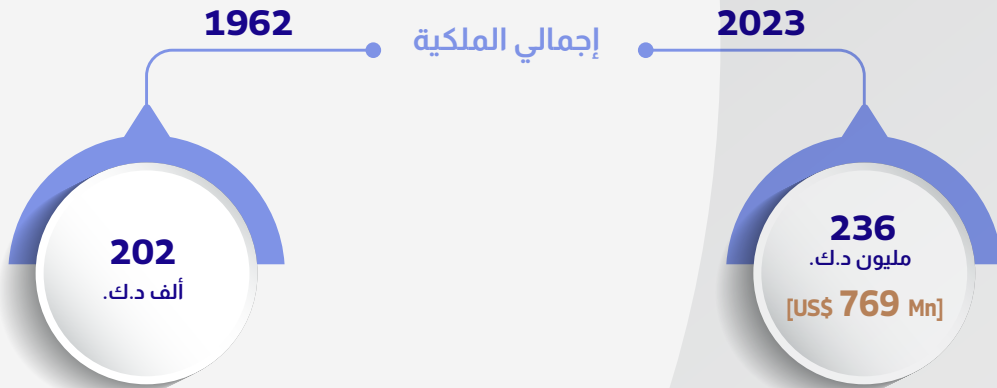 1962
إجمالي الملكية
2023
202
ألف د.ك.
236
مليون د.ك.
[US$ 769 Mn]